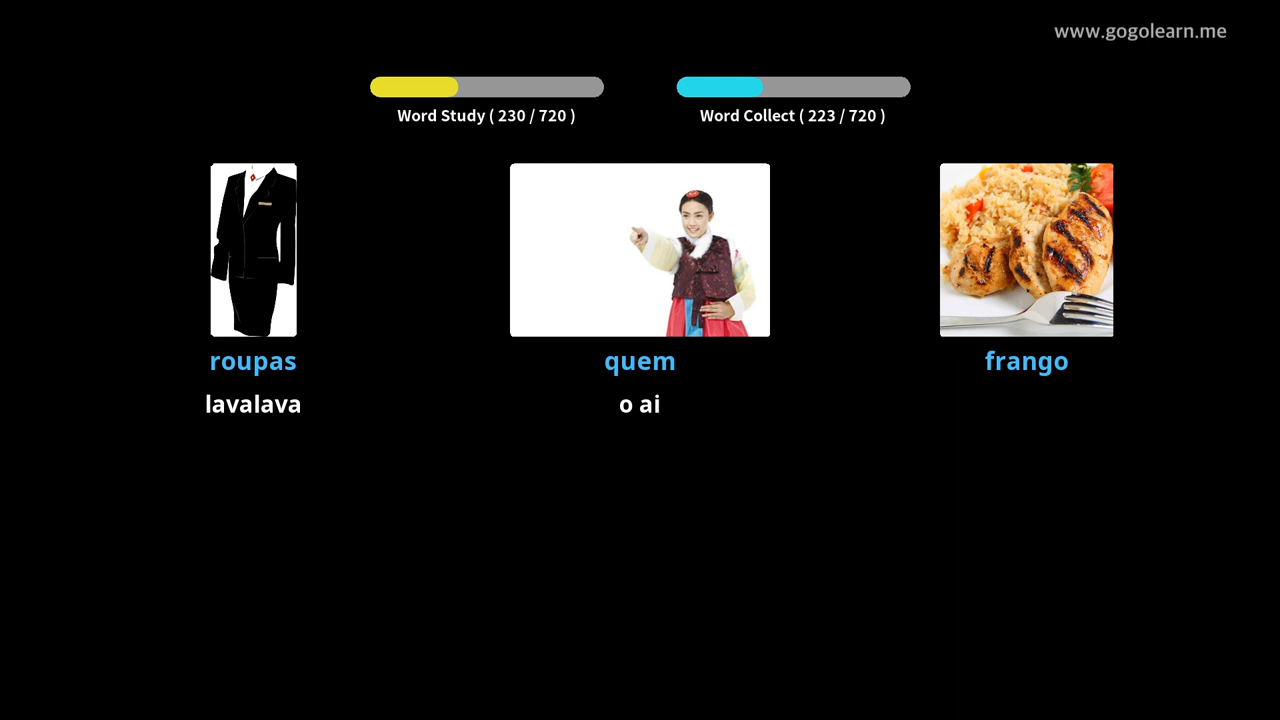 www.gogolearn.me
Word Study ( 230 / 720 )
Word Collect ( 223 / 720 )
roupas
quem
frango
lavalava
o ai